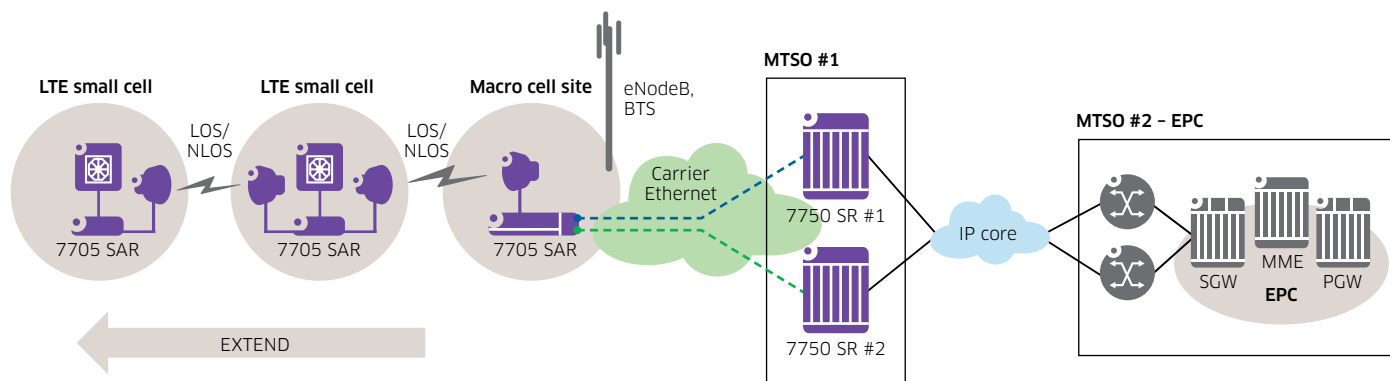 LTE small cell
LOS/
NLOS
7705 SAR
LTE small cell
LOS/
NLOS
7705 SAR
Macro cell site
7705 SAR
eNodeB,
BTS
Carrier
Ethernet
MTSO #1
7750 SR #1
7750 SR #2
IP core
MTSO #2 – EPC
SGW
MME
PGW
EPC
EXTEND